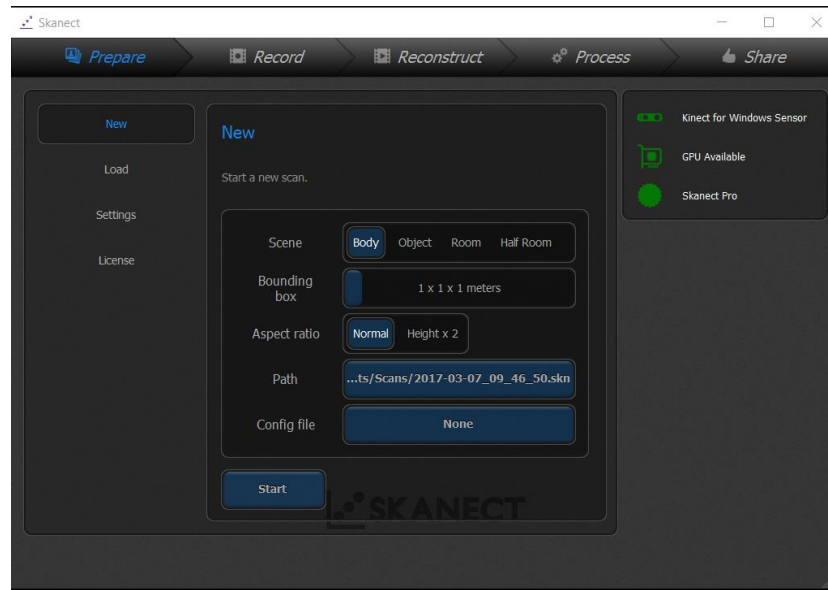 Skanect
Prepare
Record
Reconstruct
Process
Share
New
Load
Settings
License
New
Start a new scan.
Scene
Body Object Room Half Room
Bounding box
1 x 1 x 1 meters
Aspect ratio
Normal Height x 2
Path
...ts/Scans/2017-03-07_09_46_50.skn
Config file
None
Start
SKANECT
Kinect for Windows Sensor
GPU Available
Skanect Pro